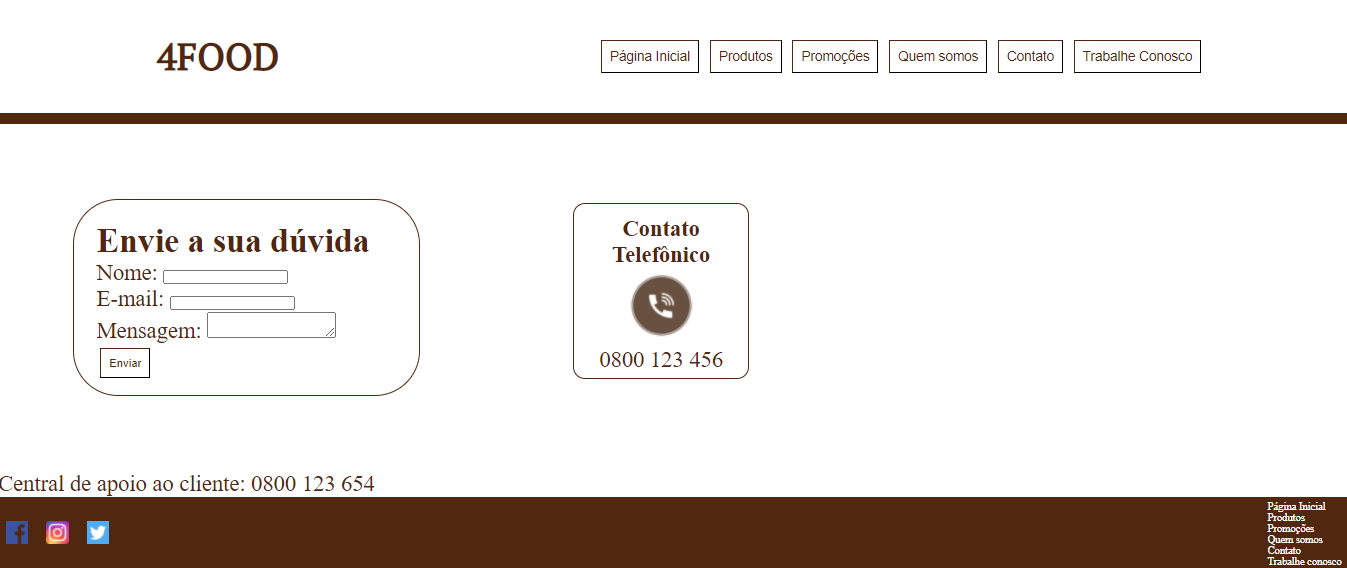 4FOOD
Página Inicial
Produtos
Promoções
Quem somos
Contato
Trabalhe Conosco
Envie a sua dúvida
Nome:
E-mail:
Mensagem:
Enviar
Contato
Telefônico
0800 123 456
Central de apoio ao cliente: 0800 123 654
Página Inicial
Produtos
Promoções
Quem somos
Contato
Trabalhe conosco